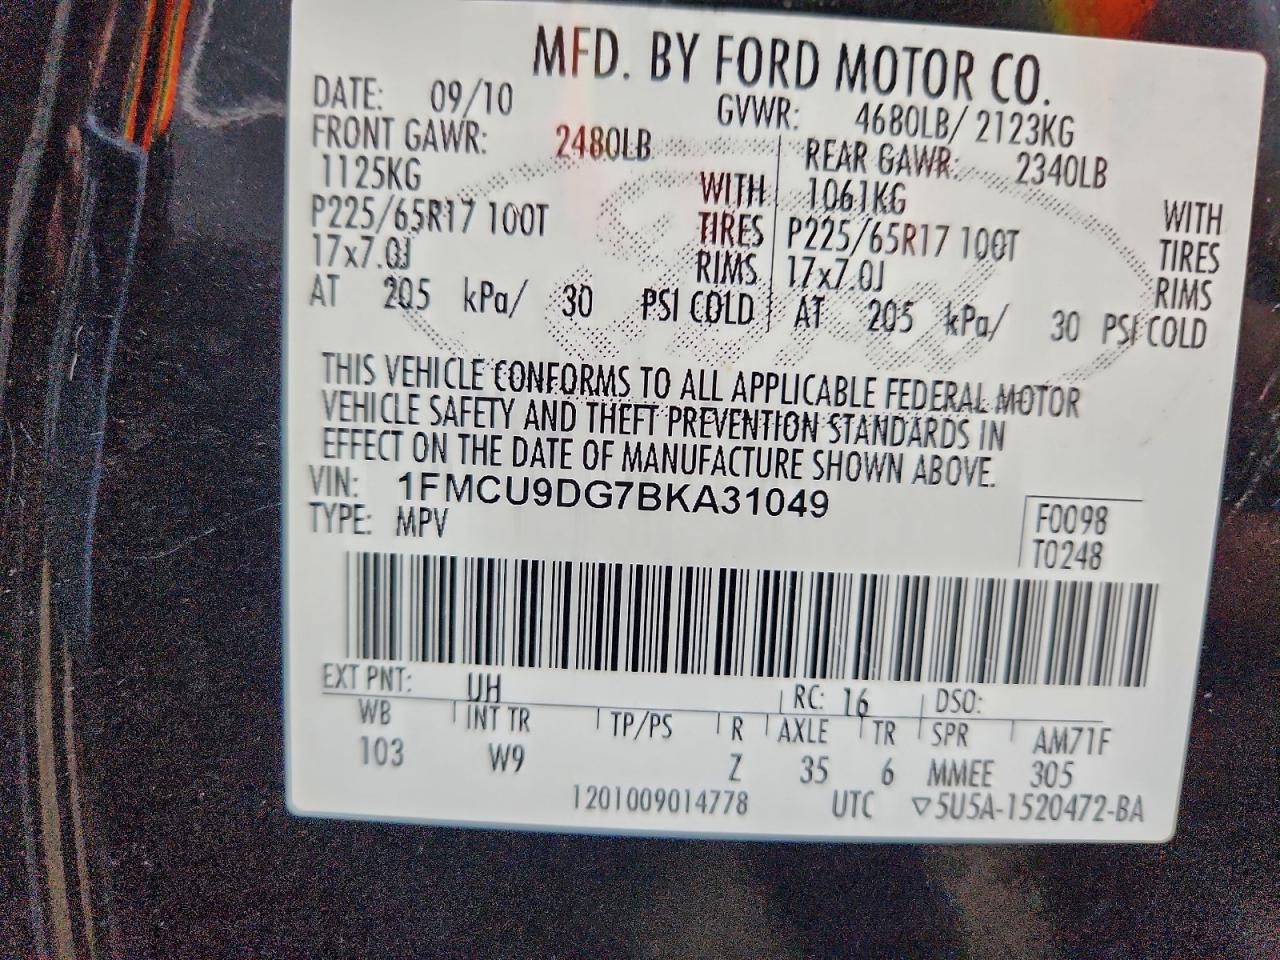 MFD. BY FORD MOTOR CO.
DATE: 09/10 GVWR: 4680LB/ 2123KG
FRONT GAWR: 2480LB REAR GAWR: 2340LB
1125KG WITH 1061KG WITH
P225/65R17 100T TIRES P225/65R17 100T TIRES
17x7.0J RIMS 17x7.0J RIMS
AT 205 kPa/ 30 PSI COLD AT 205 kPa/ 30 PSI COLD
THIS VEHICLE CONFORMS TO ALL APPLICABLE FEDERAL MOTOR
VEHICLE SAFETY AND THEFT PREVENTION STANDARDS IN
EFFECT ON THE DATE OF MANUFACTURE SHOWN ABOVE.
VIN: 1FMCU9DG7BKA31049
TYPE: MPV F0098
T0248
EXT PNT: UH RC: 16 DSO:
WB INT TR TP/PS R AXLE TR SPR AM71F
103 W9 Z 35 6 MMEE 305
1201009014778 UTC ▽5U5A-1520472-BA